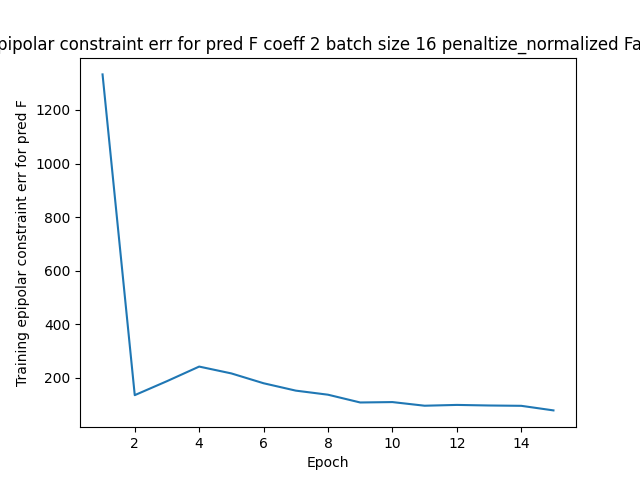 pipolar constraint err for pred F coeff 2 batch size 16 penaltize_normalized Fa
Training epipolar constraint err for pred F
1200
1000
800
600
400
200
2 4 6 8 10 12 14
Epoch